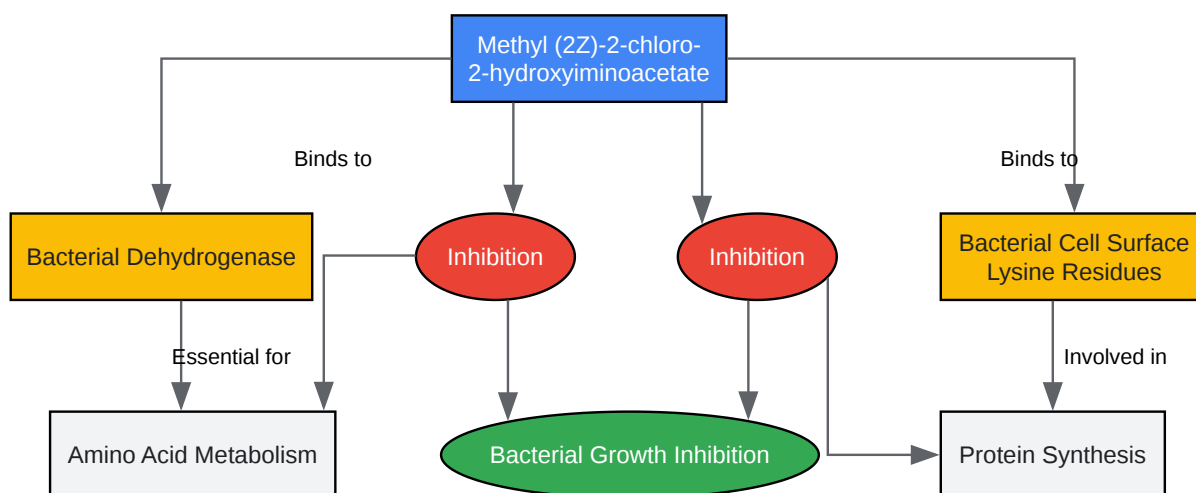 Methyl (2Z)-2-chloro-
2-hydroxyiminoacetate
Binds to
Binds to
Bacterial Dehydrogenase
Inhibition
Inhibition
Bacterial Cell Surface
Lysine Residues
Essential for
Involved in
Amino Acid Metabolism
Bacterial Growth Inhibition
Protein Synthesis